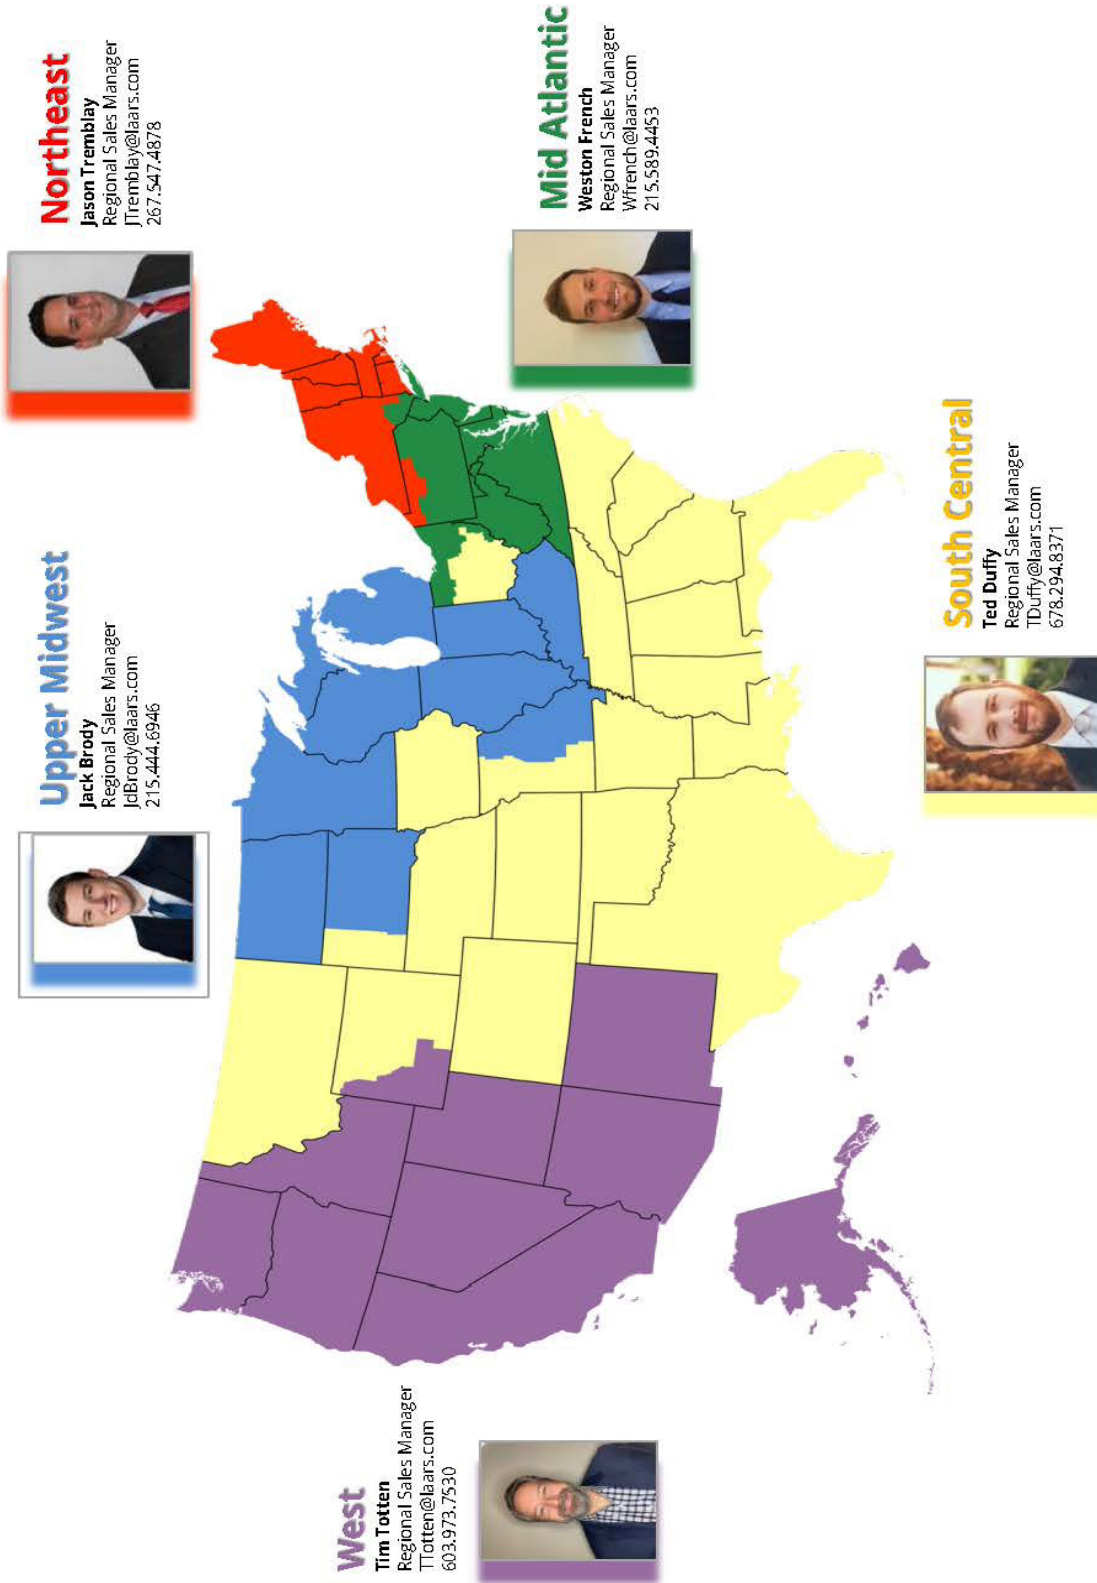 Northeast
Jason Tremblay
Regional Sales Manager
JTremblay@laars.com
267.547.4878
Upper Midwest
Jack Brody
Regional Sales Manager
JdBrody@laars.com
215.444.6946
Mid Atlantic
Weston French
Regional Sales Manager
Wfrench@laars.com
215.589.4453
West
Tim Totten
Regional Sales Manager
TTotten@laars.com
603.973.7530
South Central
Ted Duffy
Regional Sales Manager
TDuffy@laars.com
678.294.8371